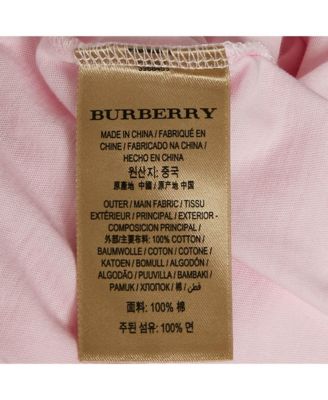 BURBERRY
MADE IN CHINA / FABRIQUÉ EN
CHINE / FABRICADO NA CHINA /
HECHO EN CHINA
원산지: 중국
原產地 中國 / 原产地 中国
OUTER / MAIN FABRIC / TISSU
EXTÉRIEUR / PRINCIPAL / EXTERIOR -
COMPOSICIÓN PRINCIPAL /
外部/主要布料: 100% COTTON /
BAUMWOLLE / COTON / COTONE /
KATOEN / BOMULL / ALGODÓN /
ALGODÃO / PUUVILLA / BAMBAKI /
PAMUK / ХЛОПОК / 棉 / قطن
面料: 100% 棉
주된 섬유: 100% 면